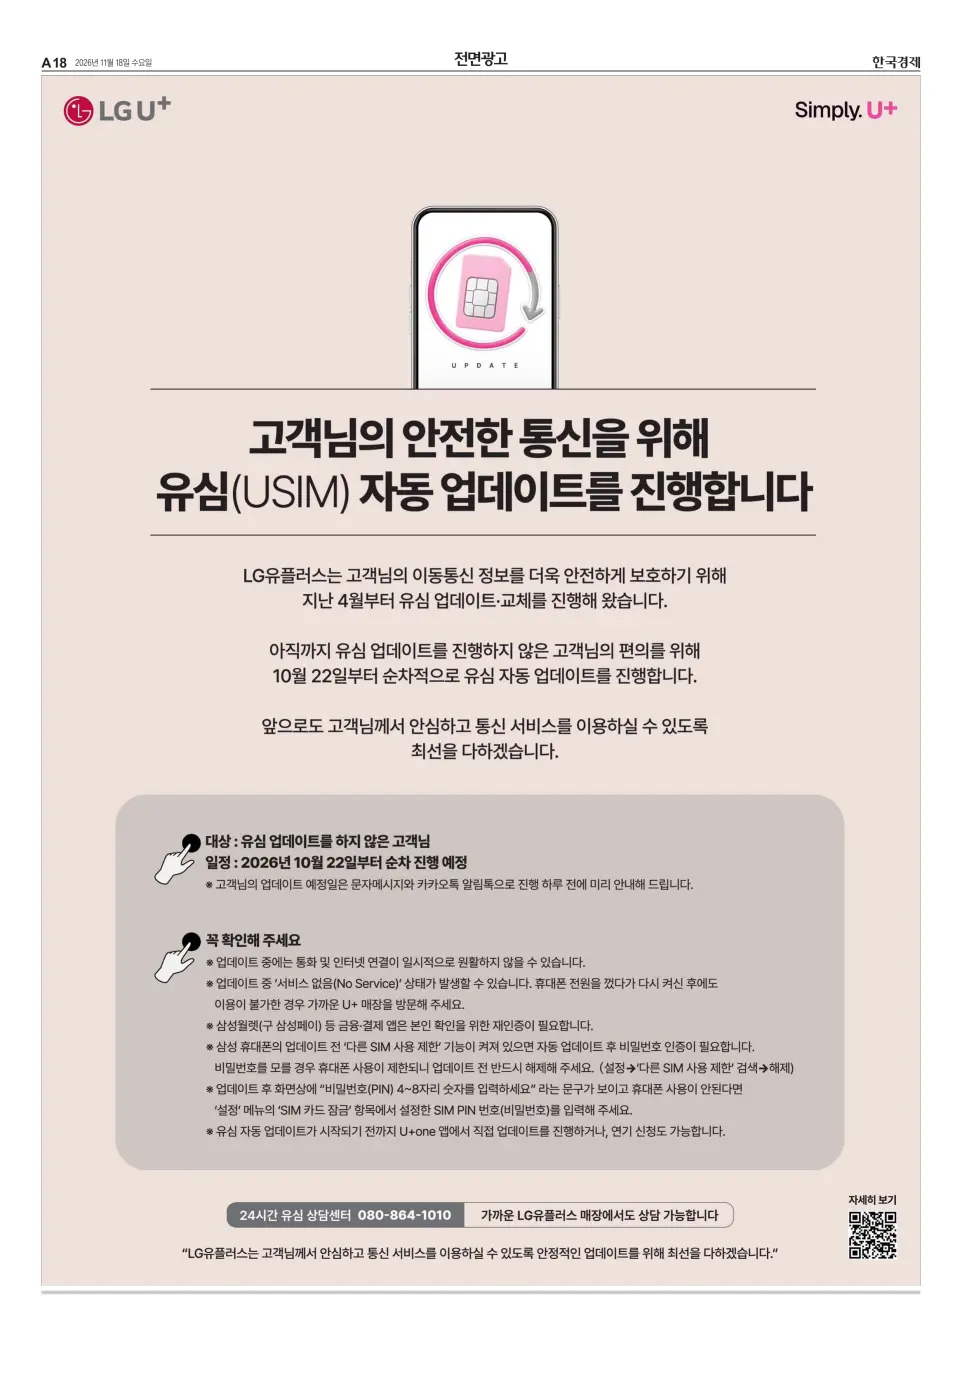 A18 2026년 11월 18일 수요일
전면광고
한국경제
LG U+
Simply. U+
UPDATE
고객님의 안전한 통신을 위해
유심(USIM) 자동 업데이트를 진행합니다
LG유플러스는 고객님의 이동통신 정보를 더욱 안전하게 보호하기 위해
지난 4월부터 유심 업데이트·교체를 진행해 왔습니다.
아직까지 유심 업데이트를 진행하지 않은 고객님의 편의를 위해
10월 22일부터 순차적으로 유심 자동 업데이트를 진행합니다.
앞으로도 고객님께서 안심하고 통신 서비스를 이용하실 수 있도록
최선을 다하겠습니다.
대상 : 유심 업데이트를 하지 않은 고객님
일정 : 2026년 10월 22일부터 순차 진행 예정
※ 고객님의 업데이트 예정일은 문자메시지와 카카오톡 알림톡으로 진행 하루 전에 미리 안내해 드립니다.
꼭 확인해 주세요
※ 업데이트 중에는 통화 및 인터넷 연결이 일시적으로 원활하지 않을 수 있습니다.
※ 업데이트 중 '서비스 없음(No Service)' 상태가 발생할 수 있습니다. 휴대폰 전원을 껐다가 다시 켜신 후에도
이용이 불가한 경우 가까운 U+ 매장을 방문해 주세요.
※ 삼성월렛(구 삼성페이) 등 금융·결제 앱은 본인 확인을 위한 재인증이 필요합니다.
※ 삼성 휴대폰의 업데이트 전 '다른 SIM 사용 제한' 기능이 켜져 있으면 자동 업데이트 후 비밀번호 인증이 필요합니다.
비밀번호를 모를 경우 휴대폰 사용이 제한되니 업데이트 전 반드시 해제해 주세요. (설정→'다른 SIM 사용 제한' 검색→해제)
※ 업데이트 후 화면상에 “비밀번호(PIN) 4~8자리 숫자를 입력하세요” 라는 문구가 보이고 휴대폰 사용이 안된다면
'설정' 메뉴의 'SIM 카드 잠금' 항목에서 설정한 SIM PIN 번호(비밀번호)를 입력해 주세요.
※ 유심 자동 업데이트가 시작되기 전까지 U+one 앱에서 직접 업데이트를 진행하거나, 연기 신청도 가능합니다.
24시간 유심 상담센터 080-864-1010
가까운 LG유플러스 매장에서도 상담 가능합니다
자세히 보기
“LG유플러스는 고객님께서 안심하고 통신 서비스를 이용하실 수 있도록 안정적인 업데이트를 위해 최선을 다하겠습니다.”